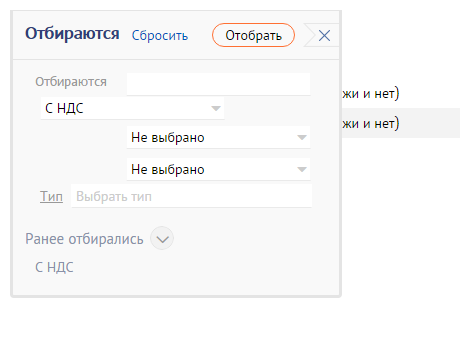 Отбираются Сбросить Отобрать
Отбираются
жи и нет)
С НДС
жи и нет)
Не выбрано
Не выбрано
Тип Выбрать тип
Ранее отбирались
С НДС